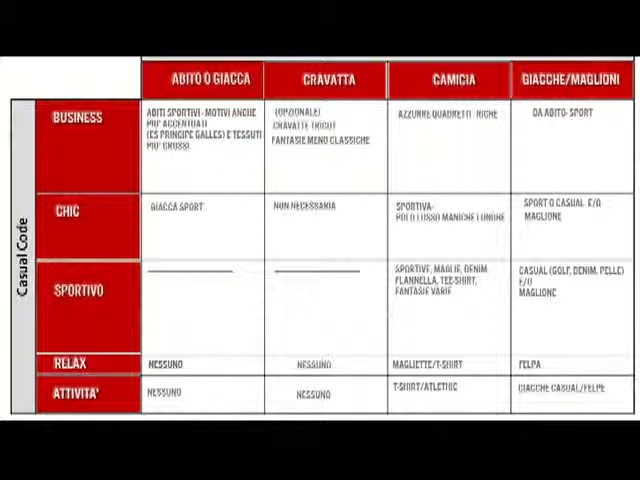 ABITO O GIACCA CRAVATTA CAMICIA GIACCHE/MAGLIONI
Casual Code
BUSINESS
ABITI SPORTIVI - MOTIVI ANCHE
PIU' ACCENTUATI
(ES PRINCIPE GALLES) E TESSUTI
PIU' GROSSI
(OPZIONALE)
CRAVATTE TRICOT
FANTASIE MENO CLASSICHE
AZZURRE QUADRETTI - RIGHE
DA ABITO- SPORT
CHIC
GIACCA SPORT
NON NECESSARIA
SPORTIVA-
POLO LUSSO MANICHE LUNGHE
SPORT O CASUAL E/O
MAGLIONE
SPORTIVO
SPORTIVE, MAGLIE, DENIM
FLANNELLA, TEE-SHIRT,
FANTASIE VARIE
CASUAL (GOLF, DENIM, PELLE)
E/O
MAGLIONE
RELAX NESSUNO NESSUNO MAGLIETTE/T-SHIRT FELPA
ATTIVITA' NESSUNO NESSUNO T-SHIRT/ATLETHIC GIACCHE CASUAL/FELPE